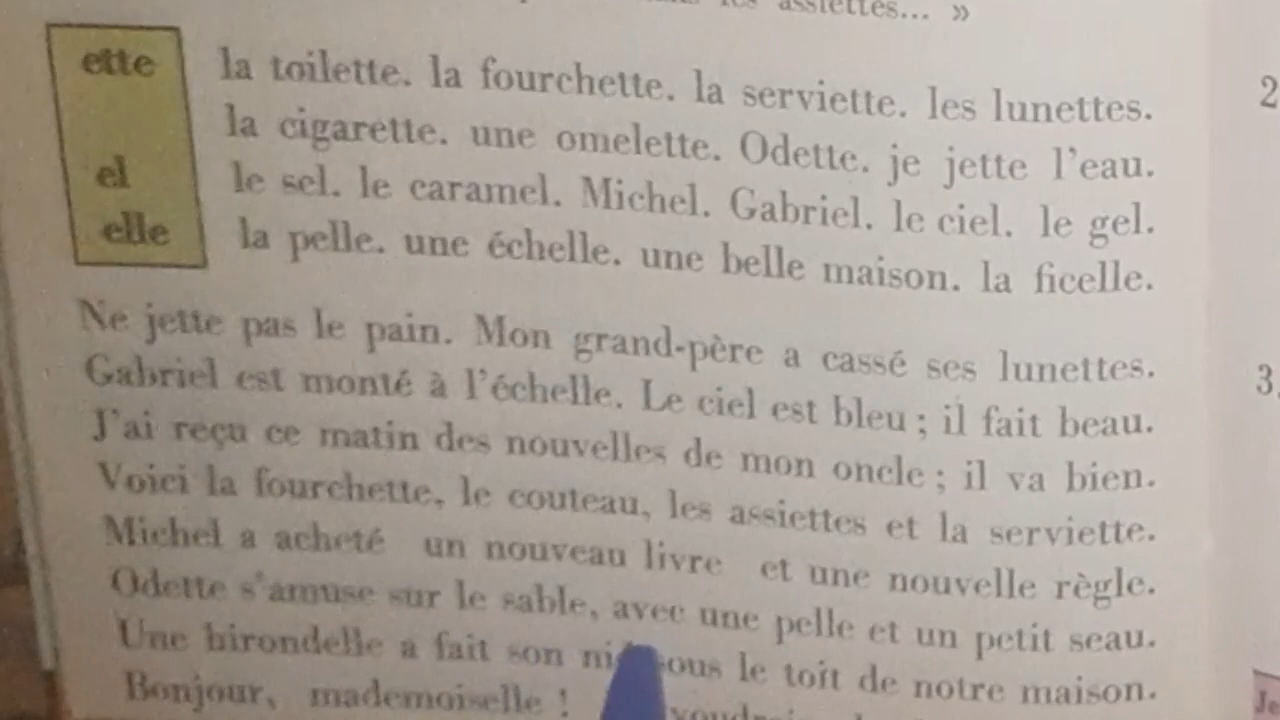 assiettes... »
ette la toilette. la fourchette. la serviette. les lunettes.
la cigarette. une omelette. Odette. je jette l'eau.
el le sel. le caramel. Michel. Gabriel. le ciel. le gel.
elle la pelle. une échelle. une belle maison. la ficelle.
Ne jette pas le pain. Mon grand-père a cassé ses lunettes.
Gabriel est monté à l'échelle. Le ciel est bleu ; il fait beau.
J'ai reçu ce matin des nouvelles de mon oncle ; il va bien.
Voici la fourchette, le couteau, les assiettes et la serviette.
Michel a acheté un nouveau livre et une nouvelle règle.
Odette s'amuse sur le sable, avec une pelle et un petit seau.
Une hirondelle a fait son ni ous le toit de notre maison.
Bonjour, mademoiselle !
2
3.
Je